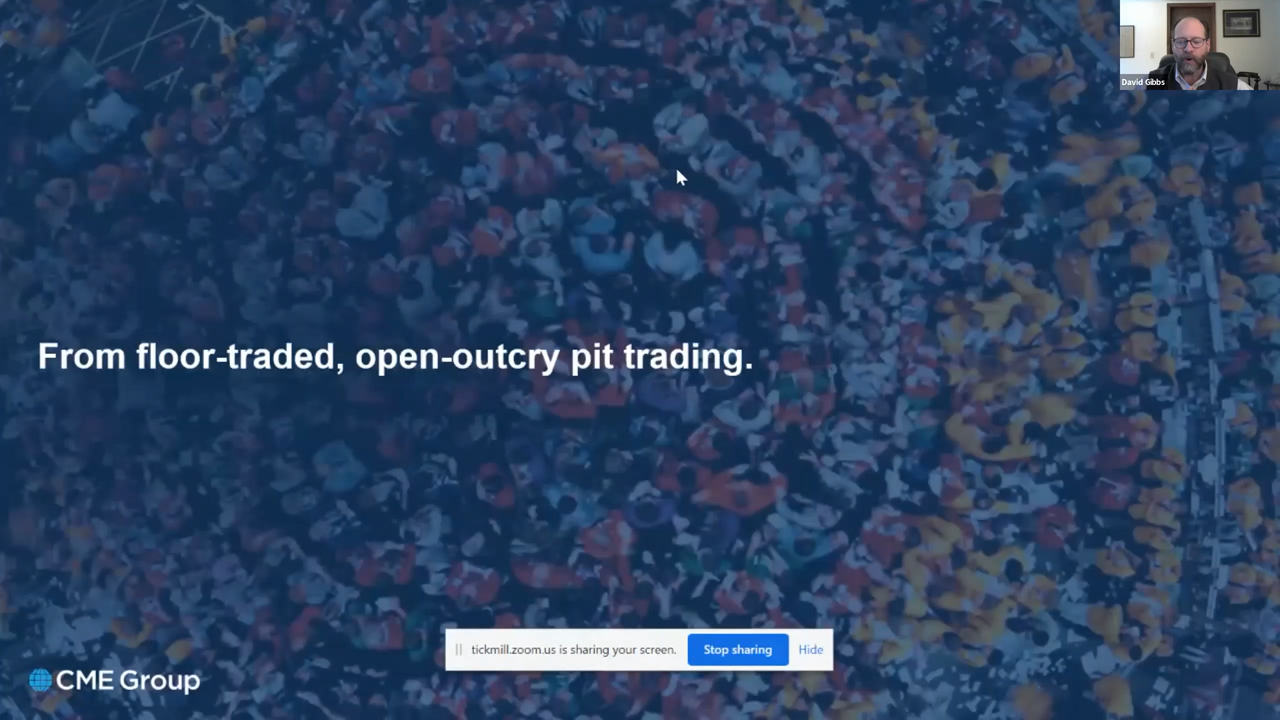 David Gibbs
From floor-traded, open-outcry pit trading.
tickmill.zoom.us is sharing your screen. Stop sharing Hide
CME Group